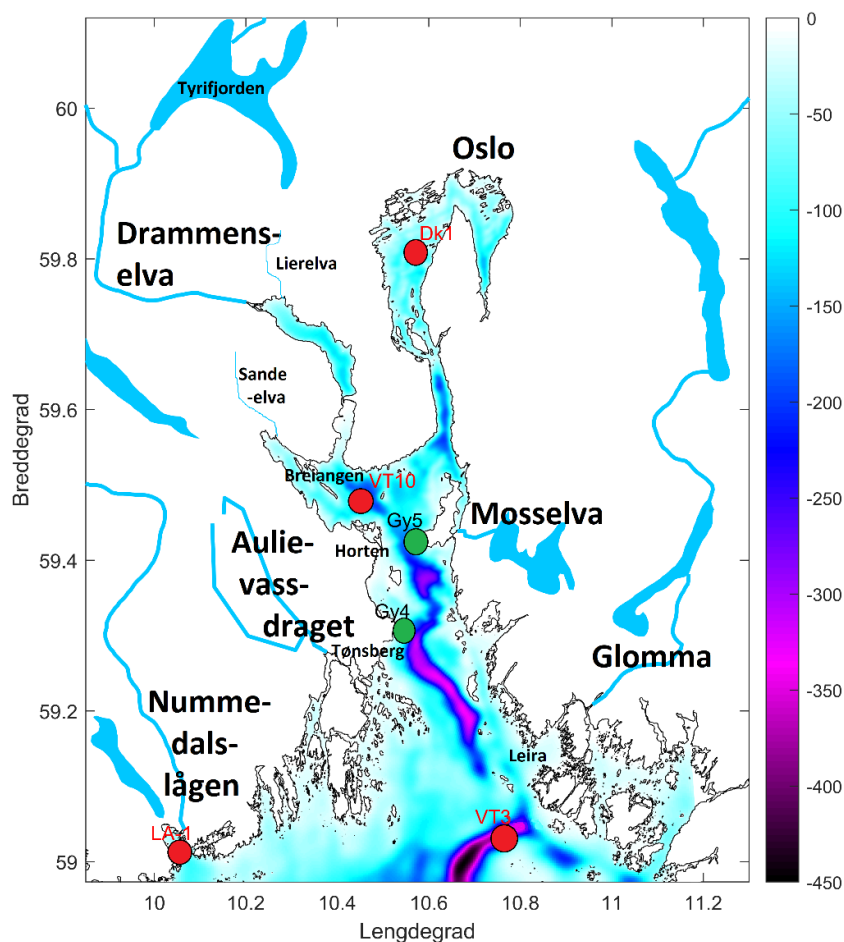 Tyrifjorden
Oslo
Drammens-
elva
Lierelva
Dk1
Sande
-elva
Breiangen
VT10
Gy5
Mosselva
Horten
Aulie-
vass-
draget
Gy4
Tønsberg
Glomma
Numme-
dals-
lågen
Leira
LA-1
VT3
60
59.8
59.6
59.4
59.2
59
Breddegrad
10
10.2
10.4
10.6
10.8
11
11.2
Lengdegrad
0
-50
-100
-150
-200
-250
-300
-350
-400
-450